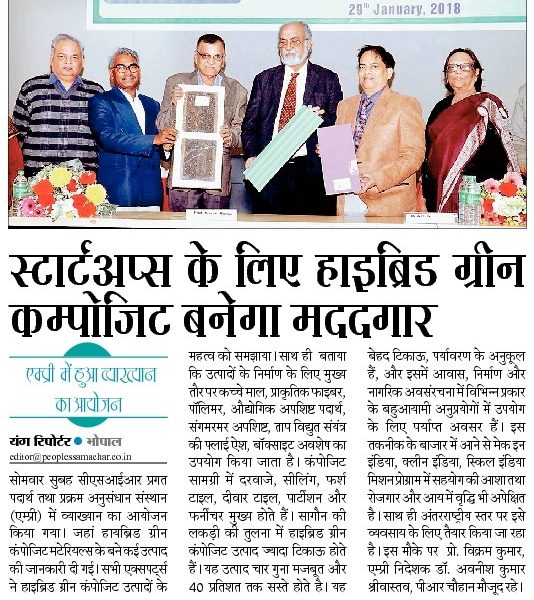 20th January, 2018
स्टार्टअप्स के लिए हाइब्रिड ग्रीन
कम्पोजिट बनेगा मददगार
एम्प्री में हुआ व्याख्यान
का आयोजन
यंग रिपोर्टर ● भोपाल
editor@peoplessamachar.co.in
सोमवार सुबह सीएसआईआर प्रगत
पदार्थ तथा प्रक्रम अनुसंधान संस्थान
(एम्प्री) में व्याख्यान का आयोजन
किया गया। जहां हायब्रिड ग्रीन
कंपोजिट मटेरियल्स के बने कई उत्पाद
की जानकारी दी गई। सभी एक्सपर्ट्स
ने हाइब्रिड ग्रीन कंपोजिट उत्पादों के
महत्व को समझाया। साथ ही बताया
कि उत्पादों के निर्माण के लिए मुख्य
तौर पर कच्चे माल, प्राकृतिक फाइबर,
पॉलिमर, औद्योगिक अपशिष्ट पदार्थ,
संगमरमर अपशिष्ट, ताप विद्युत संयंत्र
की फ्लाई ऐश, बॉक्साइट अवशेष का
उपयोग किया जाता है। कंपोजिट
सामग्री में दरवाजे, सीलिंग, फर्श
टाइल, दीवार टाइल, पार्टीशन और
फर्नीचर मुख्य होते हैं। सागौन की
लकड़ी की तुलना में हाइब्रिड ग्रीन
कंपोजिट उत्पाद ज्यादा टिकाऊ होते
हैं। यह उत्पाद चार गुना मजबूत और
40 प्रतिशत तक सस्ते होते है। यह
बेहद टिकाऊ, पर्यावरण के अनुकूल
हैं, और इसमें आवास, निर्माण और
नागरिक अवसंरचना में विभिन्न प्रकार
के बहुआयामी अनुप्रयोगों में उपयोग
के लिए पर्याप्त अवसर हैं। इस
तकनीक के बाजार में आने से मेक इन
इंडिया, क्लीन इंडिया, स्किल इंडिया
मिशन प्रोग्राम में सहयोग की आशा तथा
रोजगार और आय में वृद्धि भी अपेक्षित
है। साथ ही अंतरराष्ट्रीय स्तर पर इसे
व्यवसाय के लिए तैयार किया जा रहा
है। इस मौके पर प्रो. विक्रम कुमार,
एम्प्री निदेशक डॉ. अवनीश कुमार
श्रीवास्तव, पीआर चौहान मौजूद रहे।